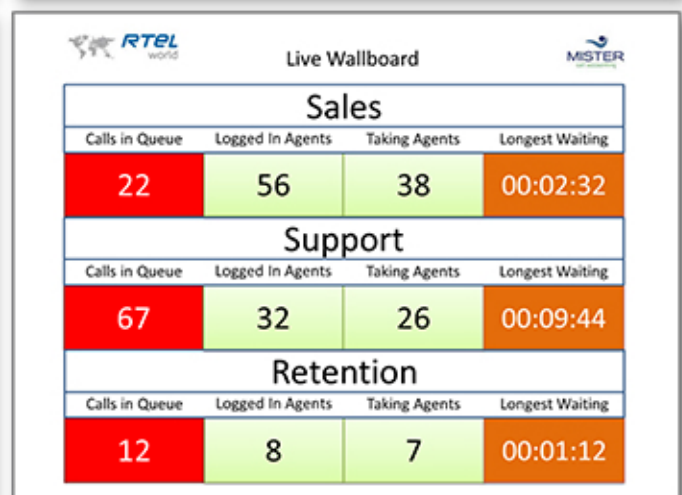 RTEL
world
Live Wallboard
MISTER
Sales
Calls in Queue Logged In Agents Taking Agents Longest Waiting
22 56 38 00:02:32
Support
Calls in Queue Logged In Agents Taking Agents Longest Waiting
67 32 26 00:09:44
Retention
Calls in Queue Logged In Agents Taking Agents Longest Waiting
12 8 7 00:01:12